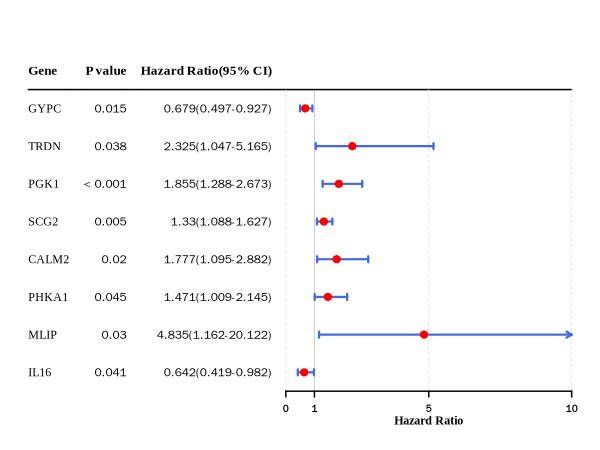 Gene P value Hazard Ratio(95% CI)
GYPC 0.015 0.679(0.497-0.927)
TRDN 0.038 2.325(1.047-5.165)
PGK1 < 0.001 1.855(1.288-2.673)
SCG2 0.005 1.33(1.088-1.627)
CALM2 0.02 1.777(1.095-2.882)
PHKA1 0.045 1.471(1.009-2.145)
MLIP 0.03 4.835(1.162-20.122)
IL16 0.041 0.642(0.419-0.982)
0 1 5 10
Hazard Ratio